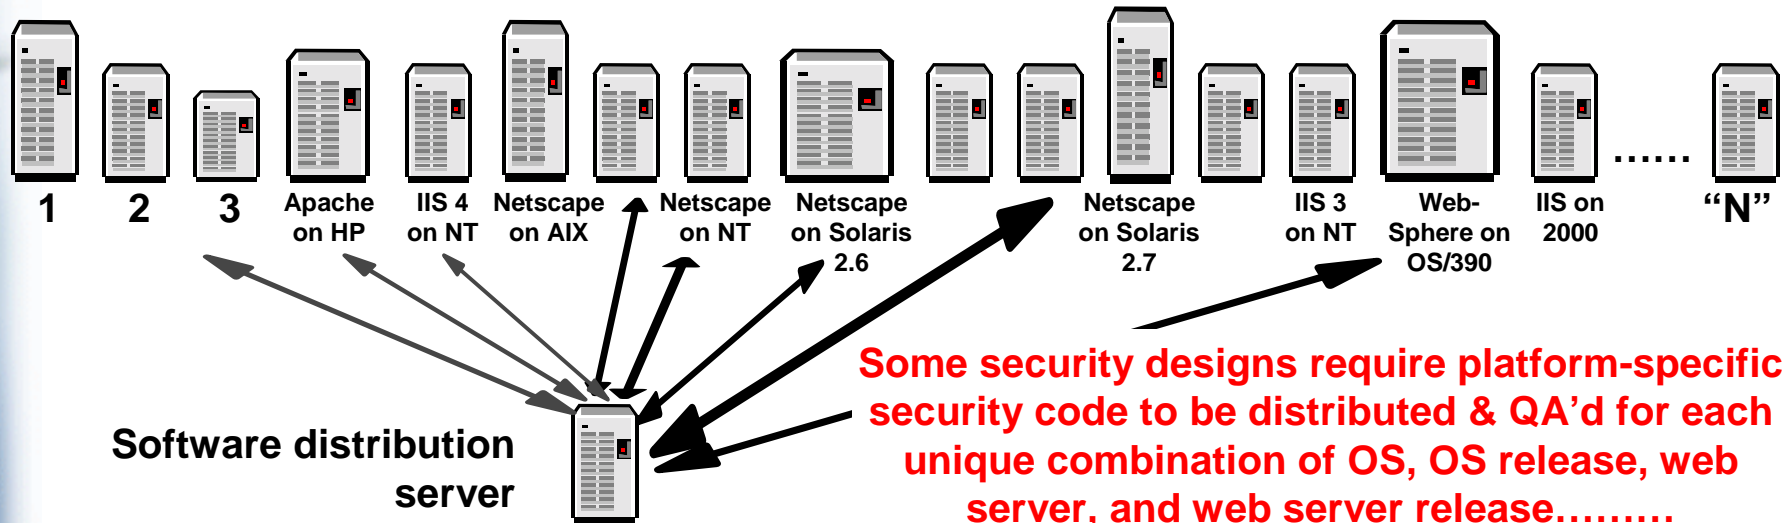 1
2
3
Apache
on HP
IIS 4
on NT
Netscape
on AIX
Netscape
on NT
Netscape
on Solaris
2.6
Netscape
on Solaris
2.7
IIS 3
on NT
Web-
Sphere on
OS/390
IIS on
2000
......
“N”
Software distribution
server
Some security designs require platform-specific
security code to be distributed & QA’d for each
unique combination of OS, OS release, web
server, and web server release.........